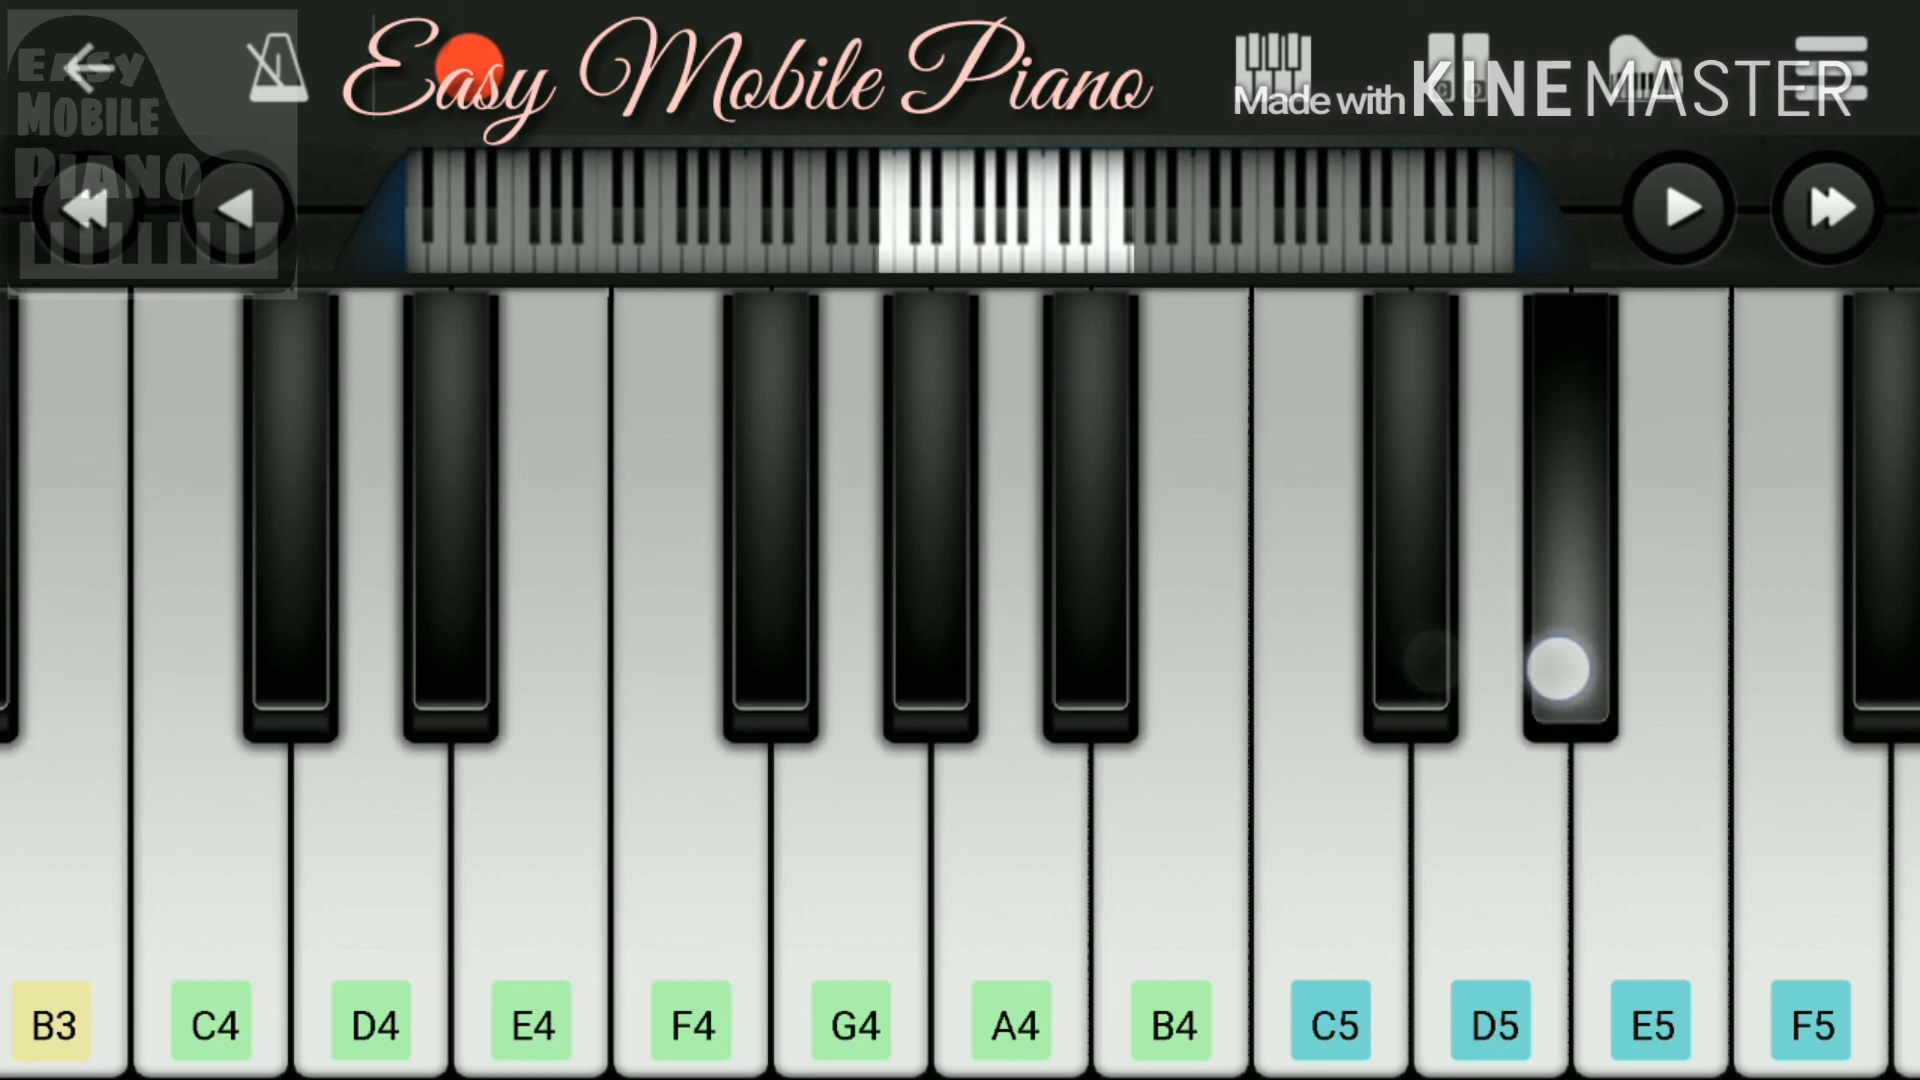 Easy
Mobile
Piano
Easy Mobile Piano
Made with KINEMASTER
B3 C4 D4 E4 F4 G4 A4 B4 C5 D5 E5 F5